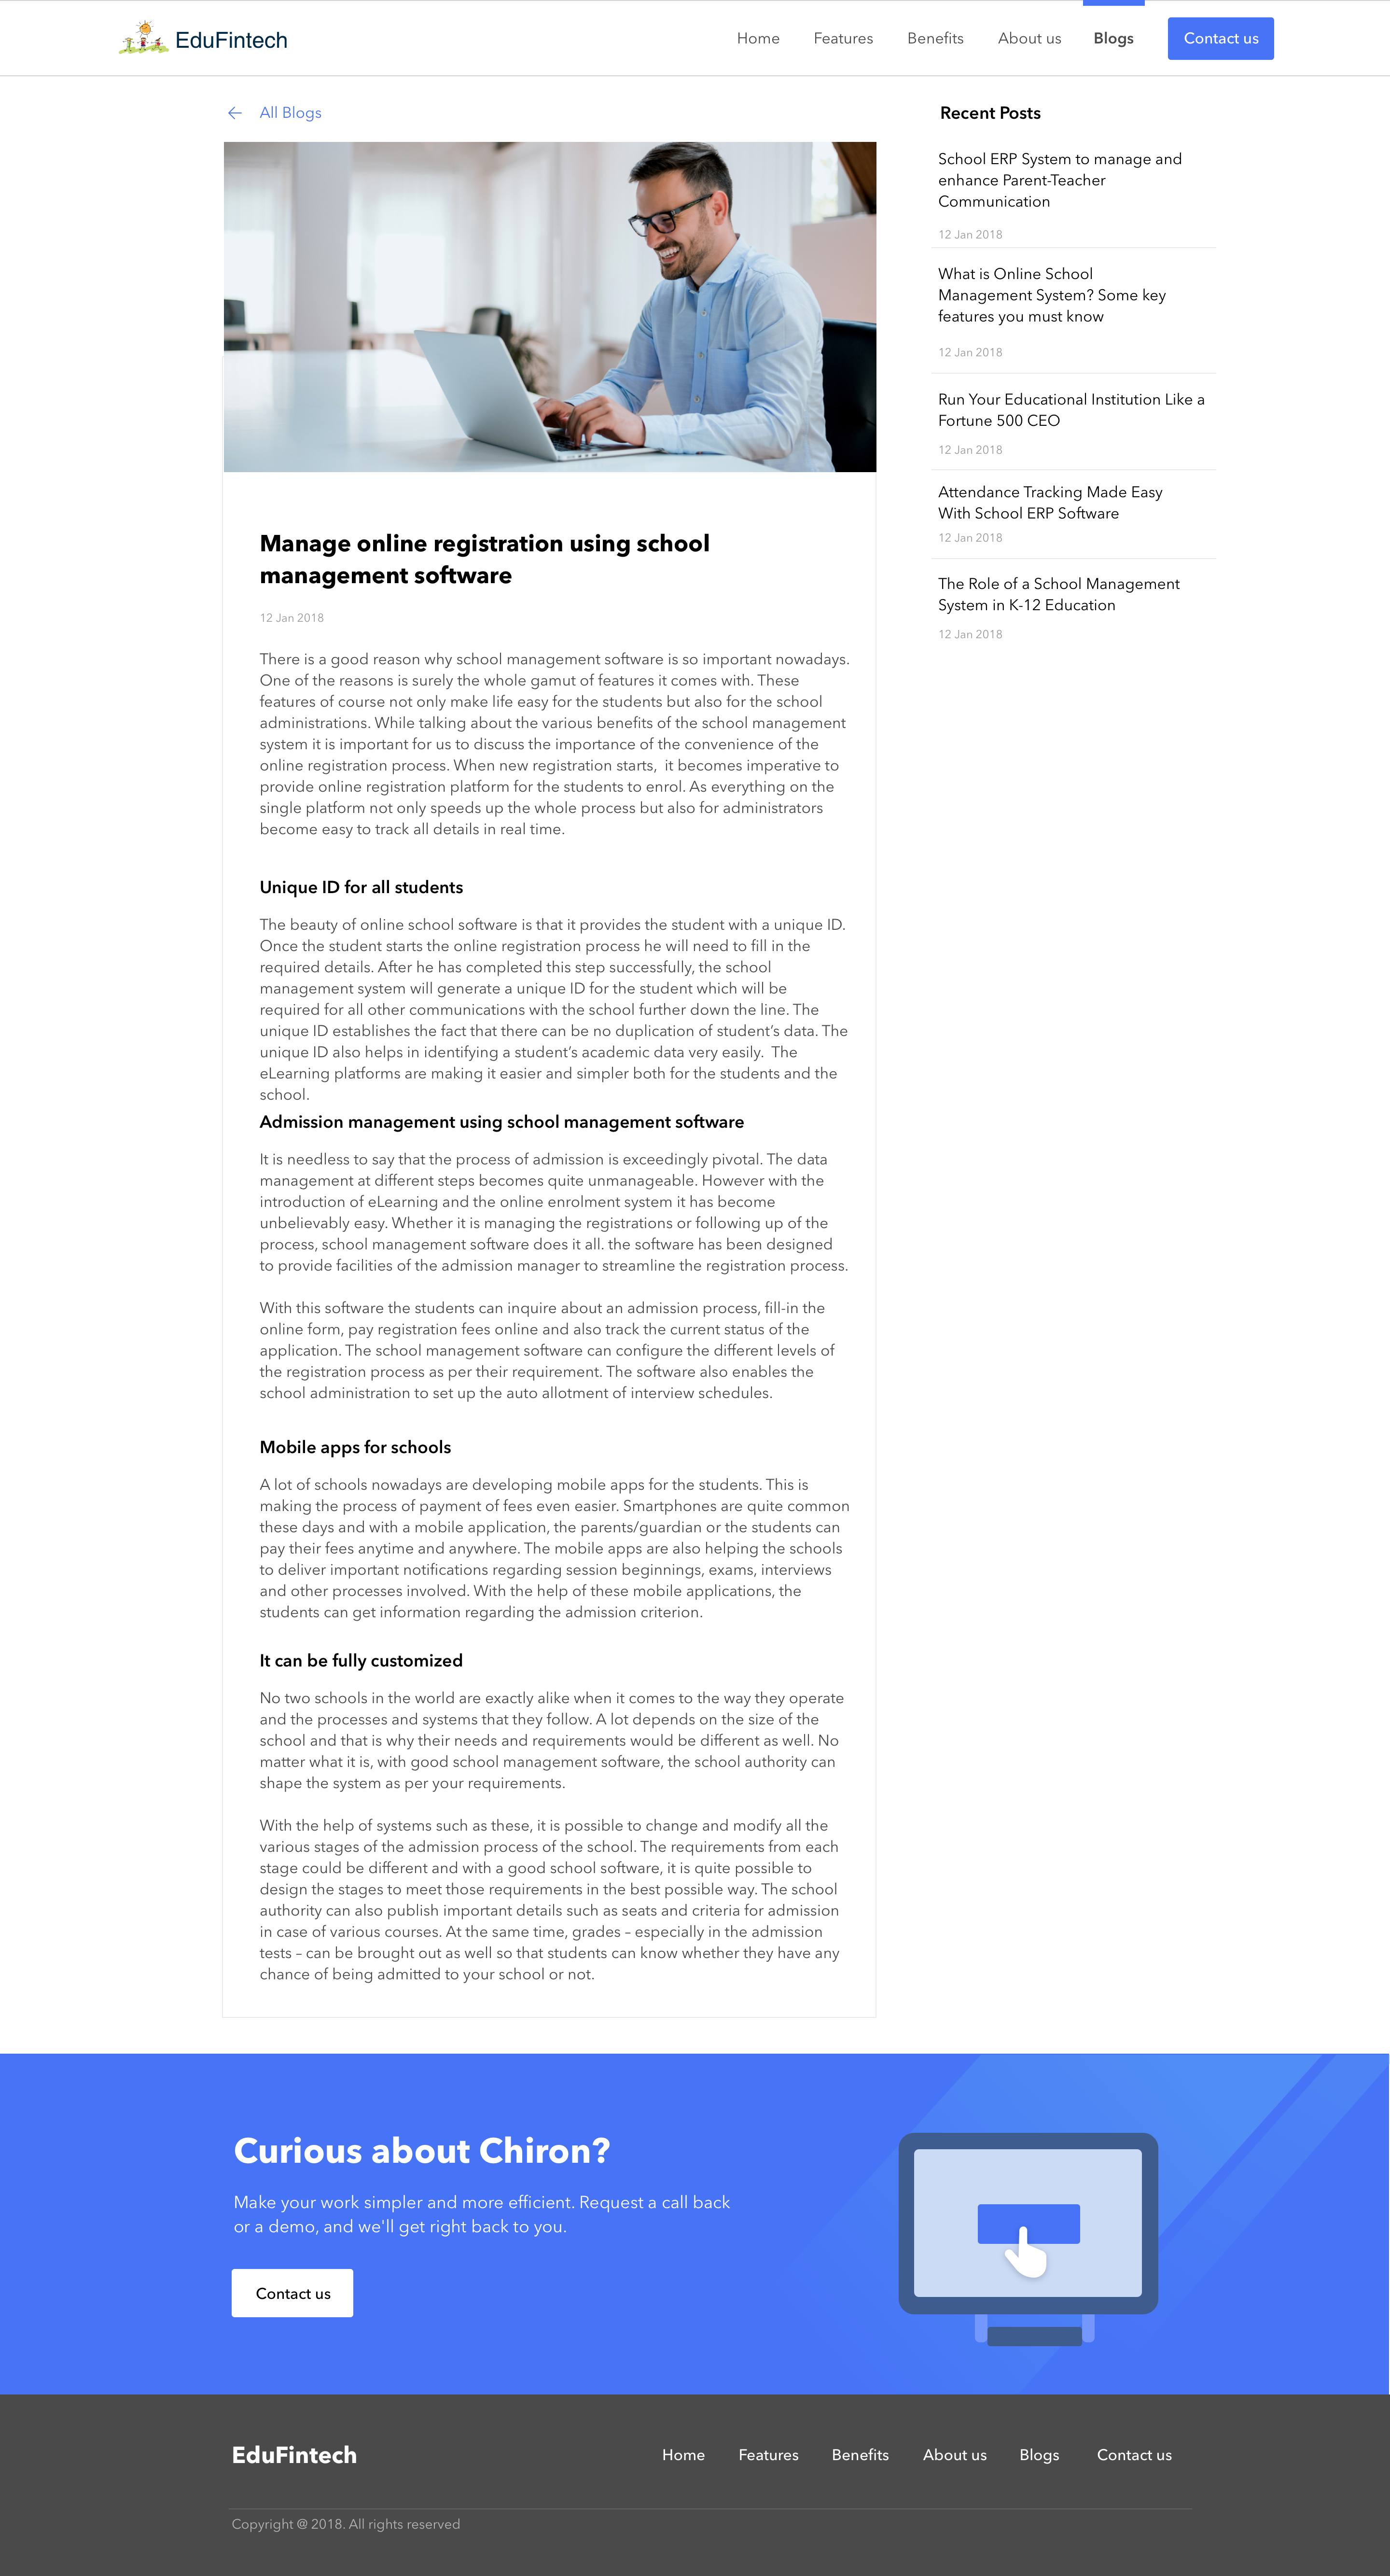 EduFintech
Home
Features
Benefits
About us
Blogs
Contact us
All Blogs
Manage online registration using school
management software
12 Jan 2018
There is a good reason why school management software is so important nowadays.
One of the reasons is surely the whole gamut of features it comes with. These
features of course not only make life easy for the students but also for the school
administrations. While talking about the various benefits of the school management
system it is important for us to discuss the importance of the convenience of the
online registration process. When new registration starts,  it becomes imperative to
provide online registration platform for the students to enrol. As everything on the
single platform not only speeds up the whole process but also for administrators
become easy to track all details in real time.
Unique ID for all students
The beauty of online school software is that it provides the student with a unique ID.
Once the student starts the online registration process he will need to fill in the
required details. After he has completed this step successfully, the school
management system will generate a unique ID for the student which will be
required for all other communications with the school further down the line. The
unique ID establishes the fact that there can be no duplication of student’s data. The
unique ID also helps in identifying a student’s academic data very easily.  The
eLearning platforms are making it easier and simpler both for the students and the
school.
Admission management using school management software
It is needless to say that the process of admission is exceedingly pivotal. The data
management at different steps becomes quite unmanageable. However with the
introduction of eLearning and the online enrolment system it has become
unbelievably easy. Whether it is managing the registrations or following up of the
process, school management software does it all. the software has been designed
to provide facilities of the admission manager to streamline the registration process.
With this software the students can inquire about an admission process, fill-in the
online form, pay registration fees online and also track the current status of the
application. The school management software can configure the different levels of
the registration process as per their requirement. The software also enables the
school administration to set up the auto allotment of interview schedules.
Mobile apps for schools
A lot of schools nowadays are developing mobile apps for the students. This is
making the process of payment of fees even easier. Smartphones are quite common
these days and with a mobile application, the parents/guardian or the students can
pay their fees anytime and anywhere. The mobile apps are also helping the schools
to deliver important notifications regarding session beginnings, exams, interviews
and other processes involved. With the help of these mobile applications, the
students can get information regarding the admission criterion.
It can be fully customized
No two schools in the world are exactly alike when it comes to the way they operate
and the processes and systems that they follow. A lot depends on the size of the
school and that is why their needs and requirements would be different as well. No
matter what it is, with good school management software, the school authority can
shape the system as per your requirements.
With the help of systems such as these, it is possible to change and modify all the
various stages of the admission process of the school. The requirements from each
stage could be different and with a good school software, it is quite possible to
design the stages to meet those requirements in the best possible way. The school
authority can also publish important details such as seats and criteria for admission
in case of various courses. At the same time, grades – especially in the admission
tests – can be brought out as well so that students can know whether they have any
chance of being admitted to your school or not.
Recent Posts
School ERP System to manage and
enhance Parent-Teacher
Communication
12 Jan 2018
What is Online School
Management System? Some key
features you must know
12 Jan 2018
Run Your Educational Institution Like a
Fortune 500 CEO
12 Jan 2018
Attendance Tracking Made Easy
With School ERP Software
12 Jan 2018
The Role of a School Management
System in K-12 Education
12 Jan 2018
Curious about Chiron?
Make your work simpler and more efficient. Request a call back
or a demo, and we'll get right back to you.
Contact us
EduFintech
Home
Features
Benefits
About us
Blogs
Contact us
Copyright @ 2018. All rights reserved